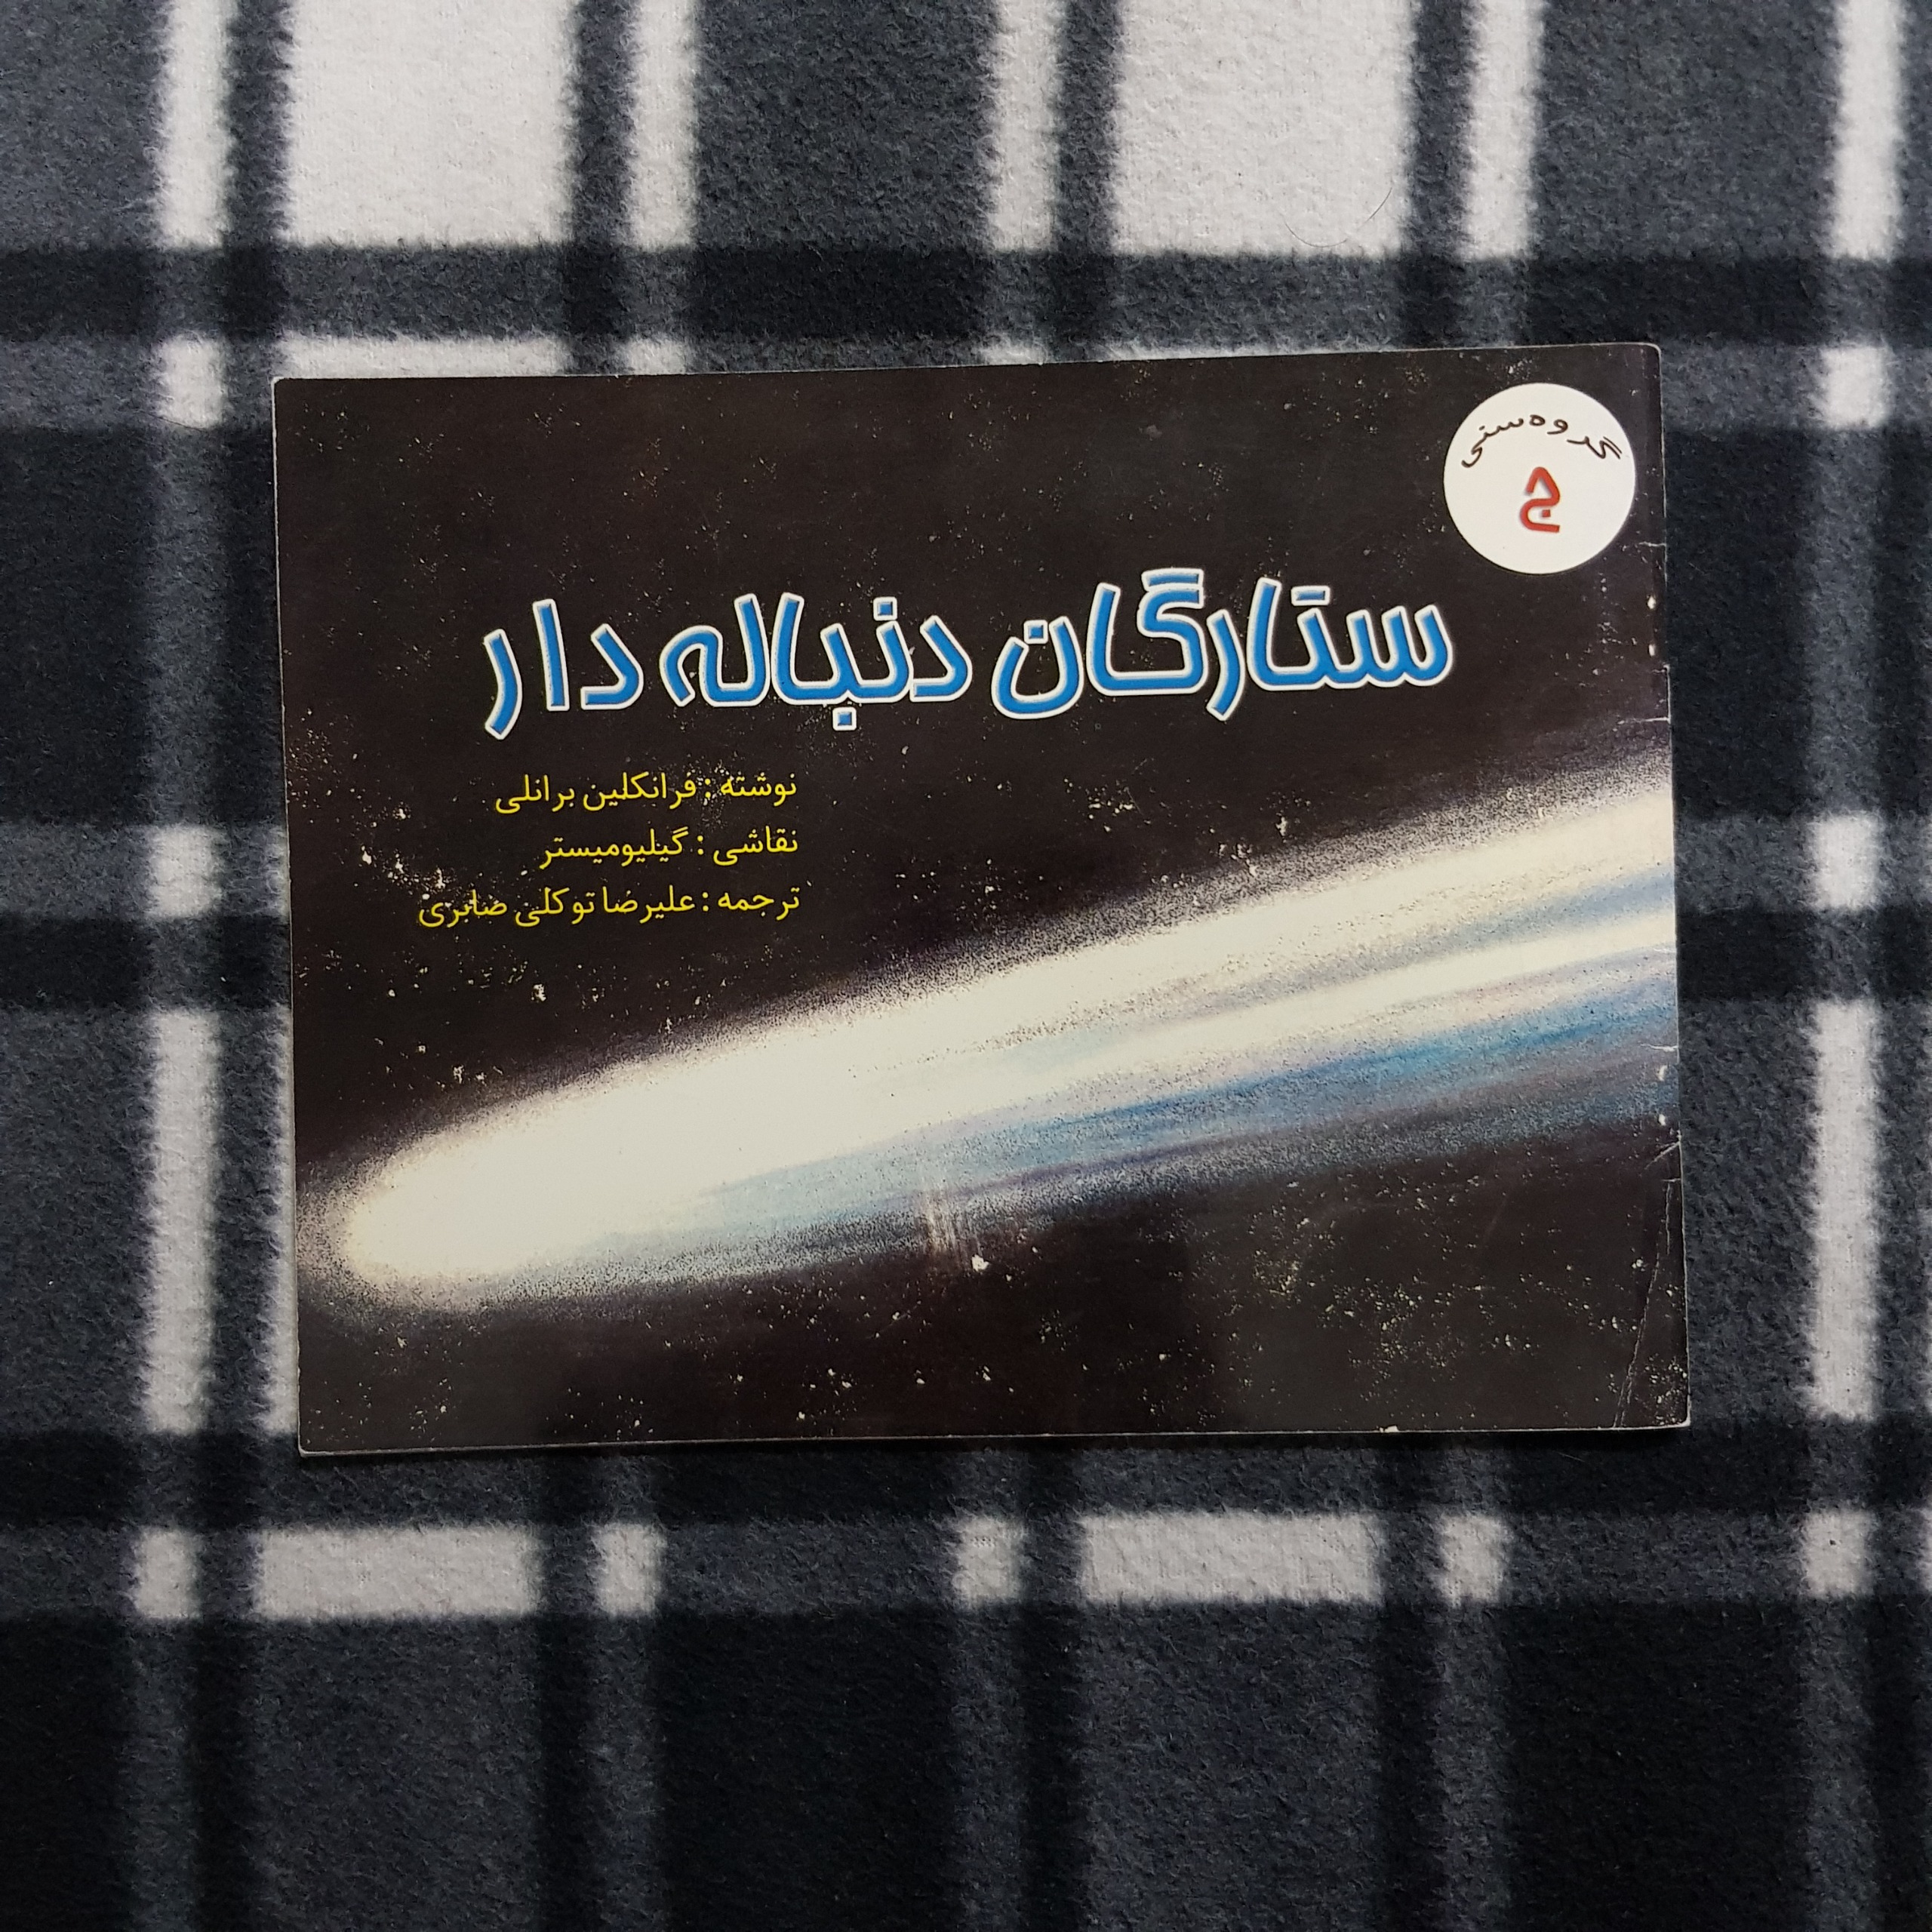 گروه سنی
ج
ستارگان دنباله دار
نوشته : فرانکلین برانلی
نقاشی : گیلیومیستر
ترجمه : علیرضا توکلی صابری